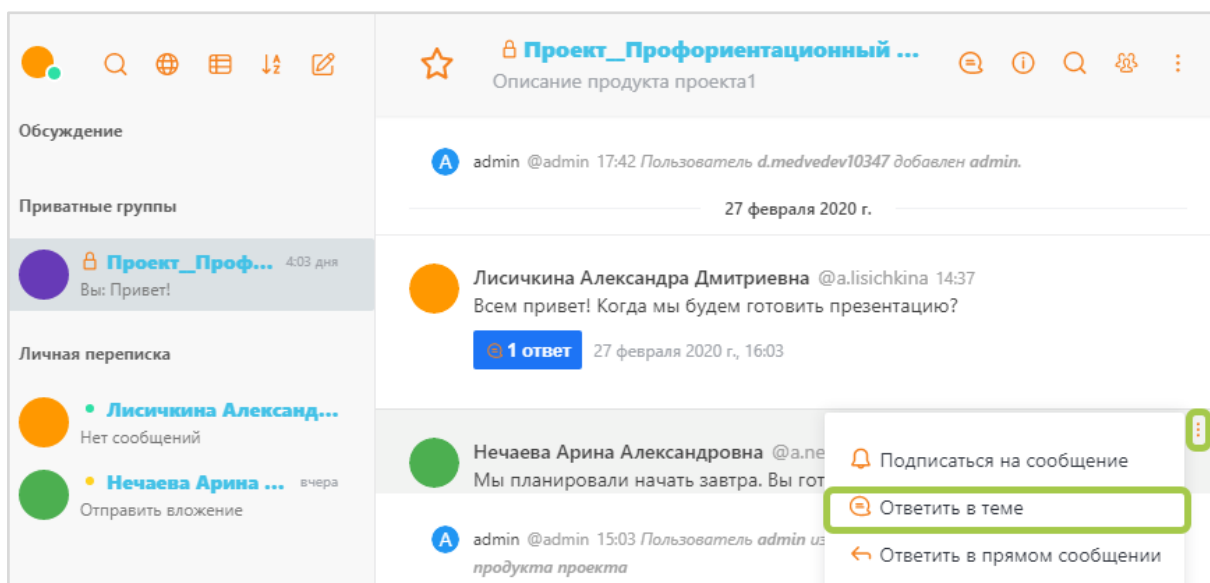 Проект__Профориентационный ...
Описание продукта проекта1
Обсуждение
Приватные группы
Проект__Проф... 4:03 дня
Вы: Привет!
Личная переписка
Лисичкина Александ...
Нет сообщений
Нечаева Арина ... вчера
Отправить вложение
A admin @admin 17:42 Пользователь d.medvedev10347 добавлен admin.
27 февраля 2020 г.
Лисичкина Александра Дмитриевна @a.lisichkina 14:37
Всем привет! Когда мы будем готовить презентацию?
1 ответ 27 февраля 2020 г., 16:03
Нечаева Арина Александровна @a.ne
Мы планировали начать завтра. Вы гот
A admin @admin 15:03 Пользователь admin из
продукта проекта
Подписаться на сообщение
Ответить в теме
Ответить в прямом сообщении